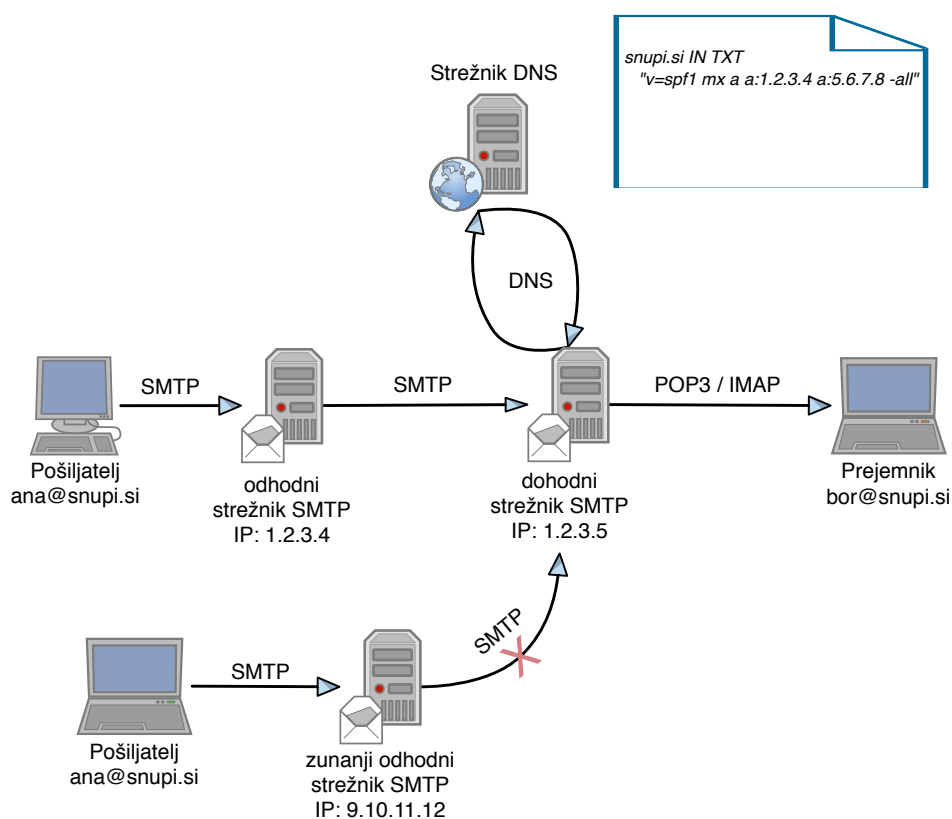 snupi.si IN TXT
"v=spf1 mx a a:1.2.3.4 a:5.6.7.8 -all"
Strežnik DNS
DNS
SMTP
SMTP
POP3 / IMAP
Pošiljatelj
ana@snupi.si
odhodni
strežnik SMTP
IP: 1.2.3.4
dohodni
strežnik SMTP
IP: 1.2.3.5
Prejemnik
bor@snupi.si
SMTP
SMTP
Pošiljatelj
ana@snupi.si
zunanji odhodni
strežnik SMTP
IP: 9.10.11.12